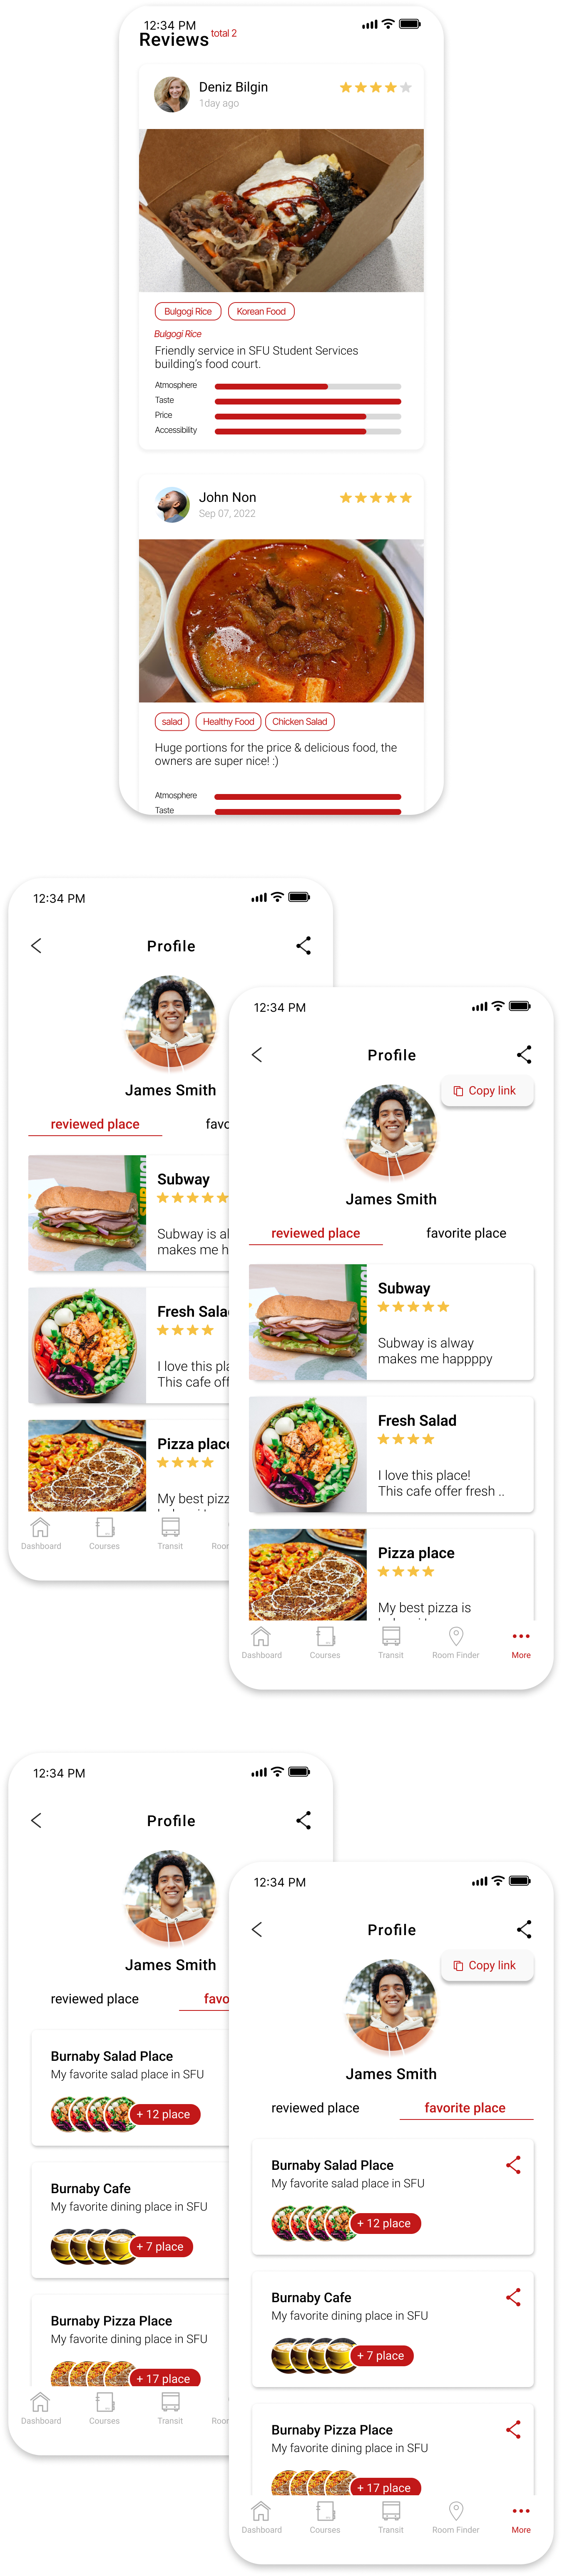 12:34 PM
Reviews total 2
Deniz Bilgin
1day ago
Bulgogi Rice
Korean Food
Bulgogi Rice
Friendly service in SFU Student Services
building's food court.
Atmosphere
Taste
Price
Accessibility
John Non
Sep 07, 2022
salad
Healthy Food
Chicken Salad
Huge portions for the price & delicious food, the
owners are super nice! :)
Atmosphere
Taste
12:34 PM
Profile
James Smith
reviewed place
favo
Subway
Subway is al
makes me h
Fresh Sala
I love this pla
This cafe off
Pizza place
My best pizz
Dashboard
Courses
Transit
Roor
12:34 PM
Profile
Copy link
James Smith
reviewed place
favorite place
SUBW
Subway
Subway is alway
makes me happppy
Fresh Salad
I love this place!
This cafe offer fresh ..
Pizza place
My best pizza is
Dashboard
Courses
Transit
Room Finder
More
12:34 PM
Profile
James Smith
reviewed place
favo
Burnaby Salad Place
My favorite salad place in SFU
+ 12 place
Burnaby Cafe
My favorite dining place in SFU
+ 7 place
Burnaby Pizza Place
My favorite dining place in SFU
+ 17 place
Dashboard
Courses
Transit
Roor
12:34 PM
Profile
Copy link
James Smith
reviewed place
favorite place
Burnaby Salad Place
My favorite salad place in SFU
+ 12 place
Burnaby Cafe
My favorite dining place in SFU
+ 7 place
Burnaby Pizza Place
My favorite dining place in SFU
+ 17 place
Dashboard
Courses
Transit
Room Finder
More